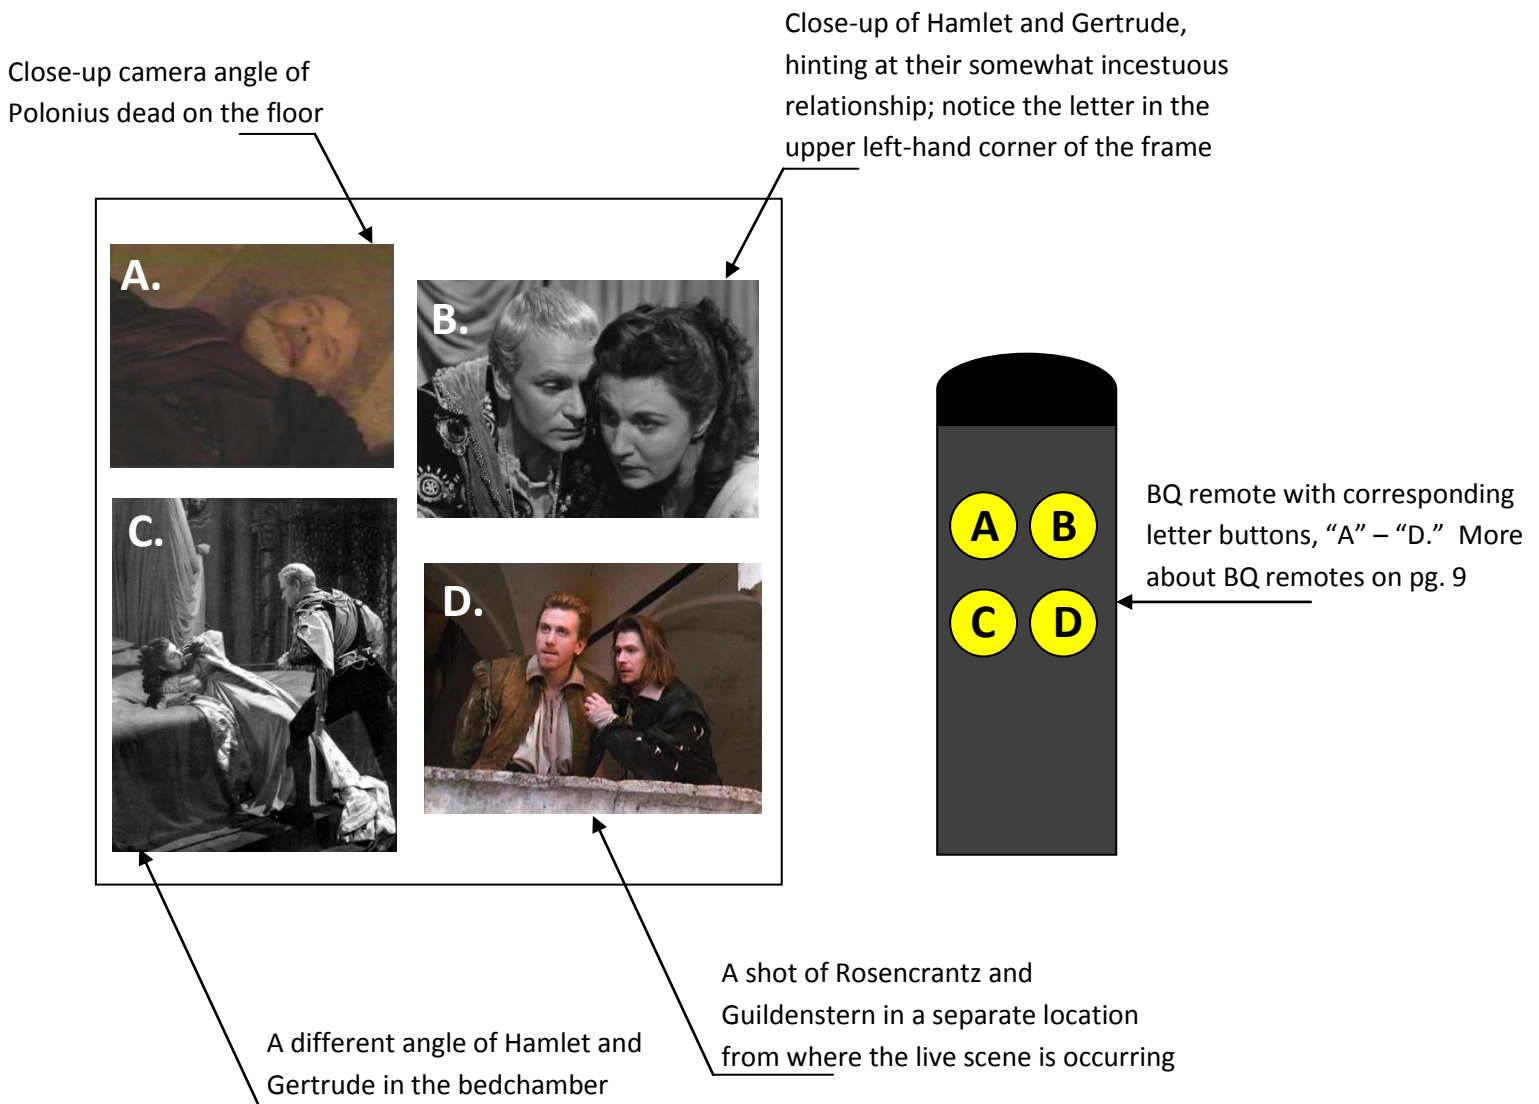 Close-up of Hamlet and Gertrude,
hinting at their somewhat incestuous
relationship; notice the letter in the
upper left-hand corner of the frame
Close-up camera angle of
Polonius dead on the floor
A.
B.
C.
D.
A B
C D
BQ remote with corresponding
letter buttons, “A” – “D.”  More
about BQ remotes on pg. 9
A shot of Rosencrantz and
Guildenstern in a separate location
from where the live scene is occurring
A different angle of Hamlet and
Gertrude in the bedchamber